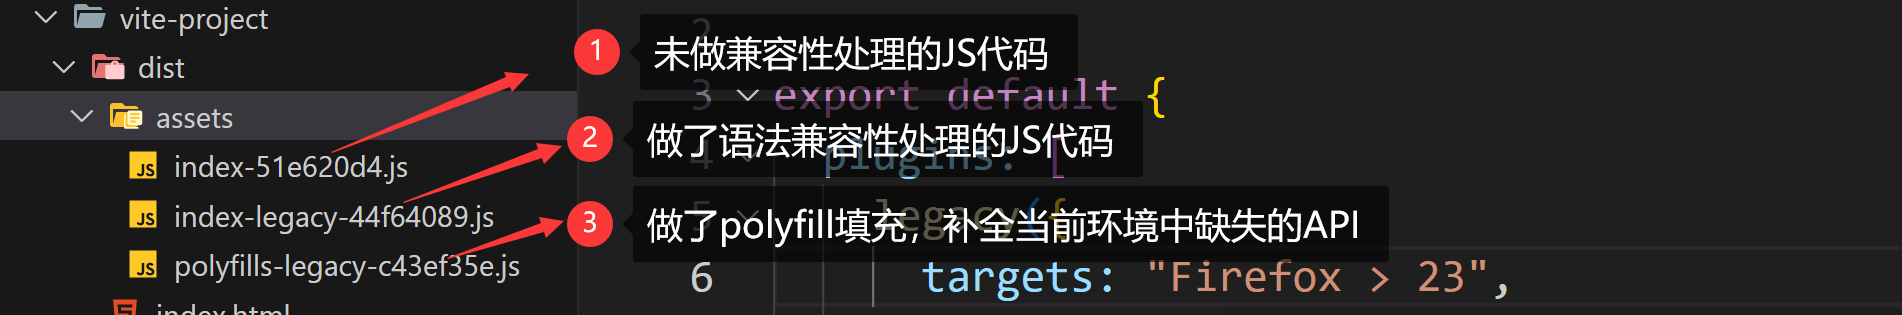 vite-project
dist
assets
index-51e620d4.js
index-legacy-44f64089.js
polyfills-legacy-c43ef35e.js
index.html
1 未做兼容性处理的JS代码
2 做了语法兼容性处理的JS代码
3 做了polyfill填充，补全当前环境中缺失的API
2
3 export default {
4 plugins: [
5 legacy({
6 targets: "Firefox > 23",